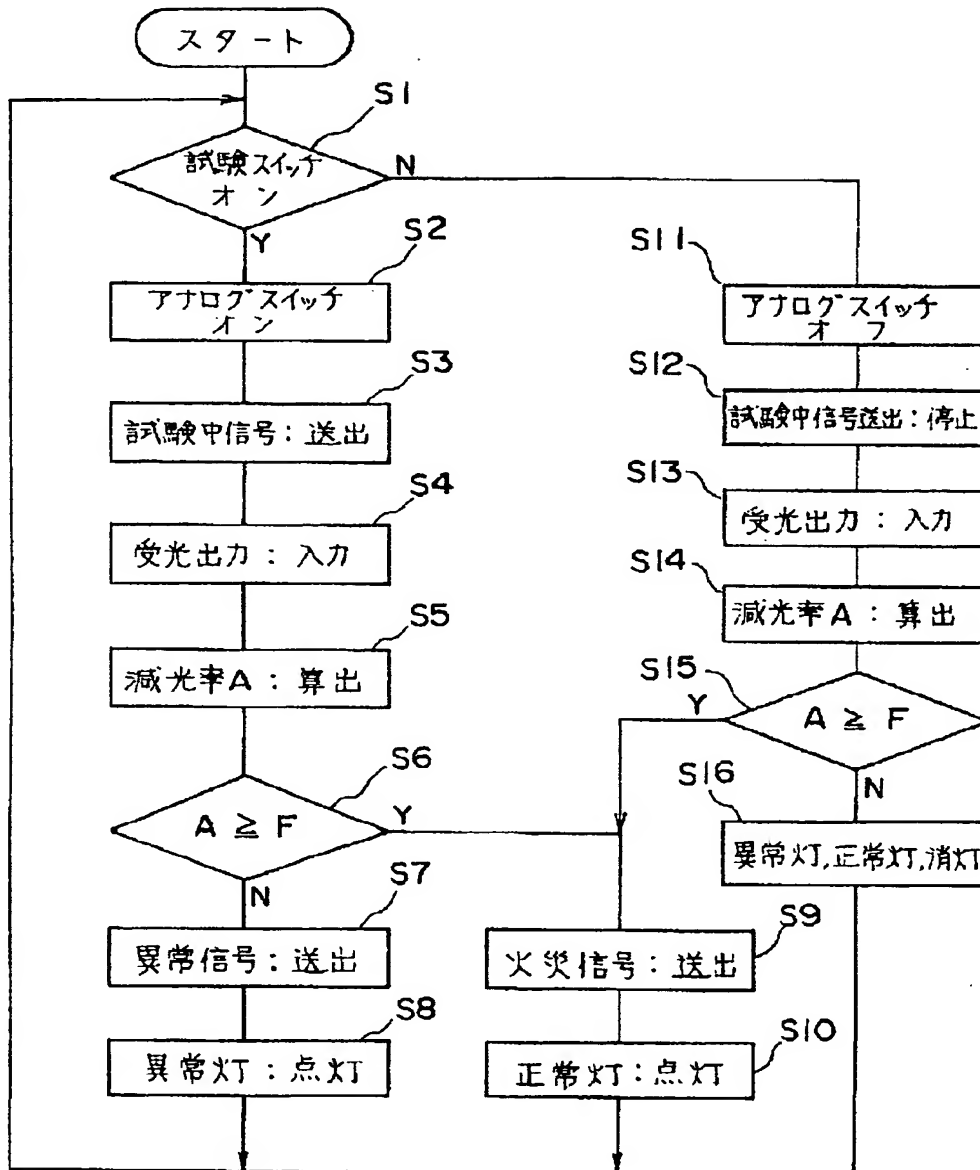 スタート
S1
試験スイッチ
オン
N
Y
S2
アナログスイッチ
オン
S3
試験中信号：送出
S4
受光出力：入力
S5
減光率A：算出
S6
A ≧ F
Y
N
S7
異常信号：送出
S8
異常灯：点灯
S9
火災信号：送出
S10
正常灯：点灯
S11
アナログスイッチ
オフ
S12
試験中信号送出：停止
S13
受光出力：入力
S14
減光率A：算出
S15
Y
A ≧ F
N
S16
異常灯,正常灯,消灯